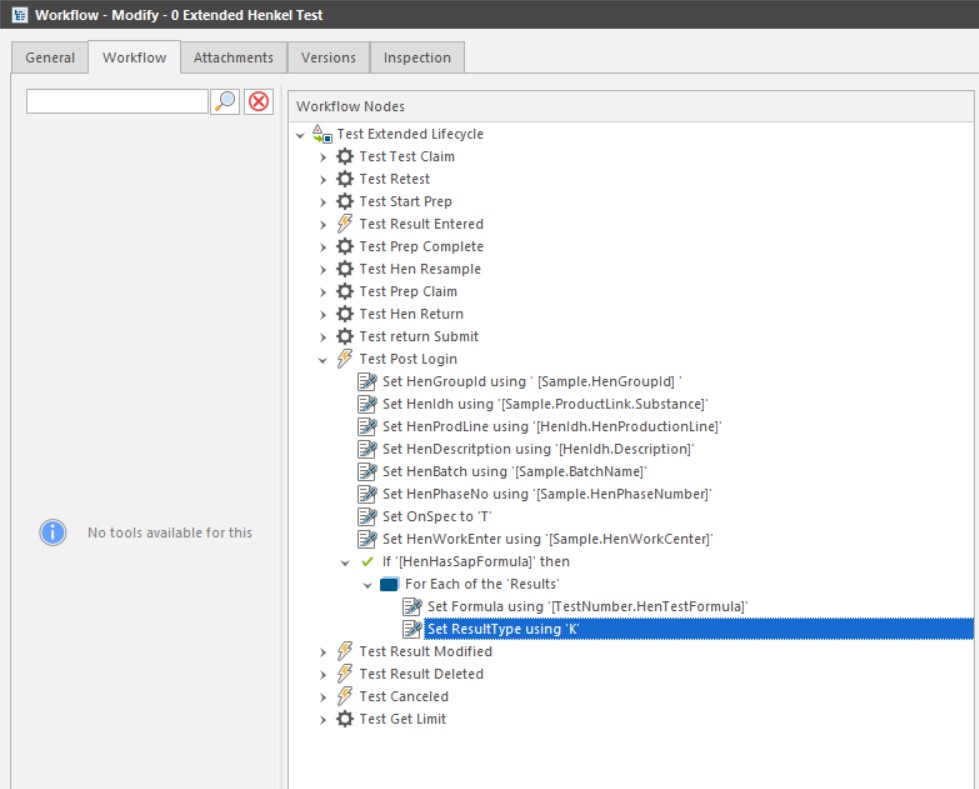 Workflow - Modify - 0 Extended Henkel Test
General Workflow Attachments Versions Inspection
Workflow Nodes
Test Extended Lifecycle
Test Test Claim
Test Retest
Test Start Prep
Test Result Entered
Test Prep Complete
Test Hen Resample
Test Prep Claim
Test Hen Return
Test return Submit
Test Post Login
Set HenGroupId using ' [Sample.HenGroupId] '
Set HenIdh using '[Sample.ProductLink.Substance]'
Set HenProdLine using '[HenIdh.HenProductionLine]'
Set HenDescritption using '[HenIdh.Description]'
Set HenBatch using '[Sample.BatchName]'
Set HenPhaseNo using '[Sample.HenPhaseNumber]'
Set OnSpec to 'T'
No tools available for this
Set HenWorkEnter using '[Sample.HenWorkCenter]'
If '[HenHasSapFormula]' then
For Each of the 'Results'
Set Formula using '[TestNumber.HenTestFormula]'
Set ResultType using 'K'
Test Result Modified
Test Result Deleted
Test Canceled
Test Get Limit